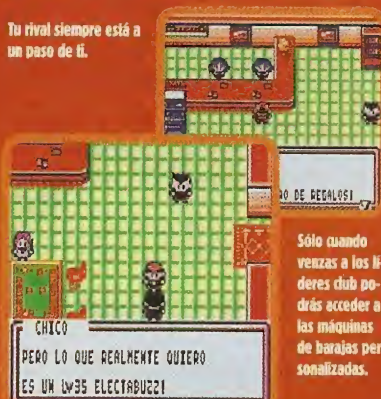 Tu rival siempre está a
un paso de ti.
RO DE REGALOS!
CHICO
PERO LO QUE REALMENTE QUIERO
ES UN LV35 ELECTABUZZ!
Sólo cuando
venzas a los lí-
deres club po-
drás acceder a
las máquinas
de barajas per-
sonalizadas.